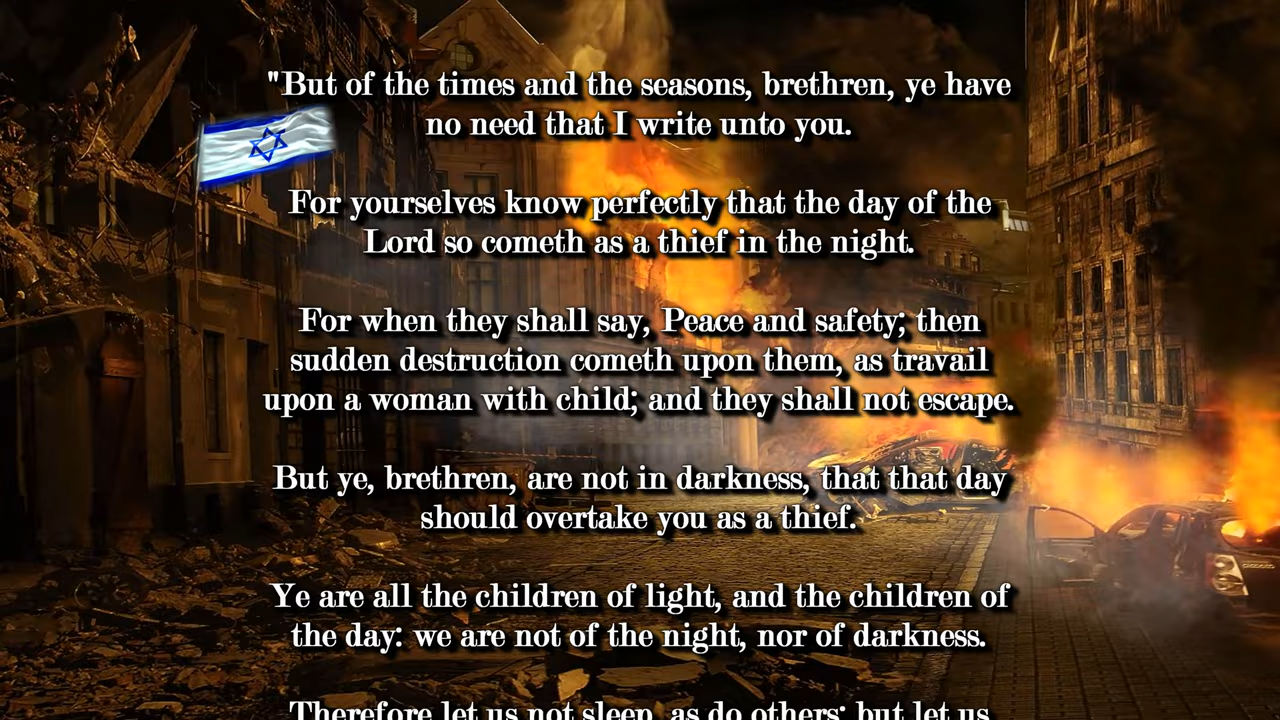 "But of the times and the seasons, brethren, ye have
no need that I write unto you.
For yourselves know perfectly that the day of the
Lord so cometh as a thief in the night.
For when they shall say, Peace and safety; then
sudden destruction cometh upon them, as travail
upon a woman with child; and they shall not escape.
But ye, brethren, are not in darkness, that that day
should overtake you as a thief.
Ye are all the children of light, and the children of
the day: we are not of the night, nor of darkness.
Therefore let us not sleep, as do others; but let us